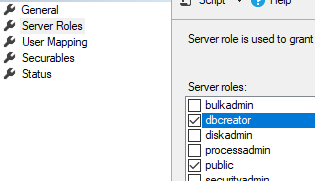 General
Server Roles
User Mapping
Securables
Status
Script
Help
Server role is used to grant
Server roles:
bulkadmin
dbcreator
diskadmin
processadmin
public
securityadmin